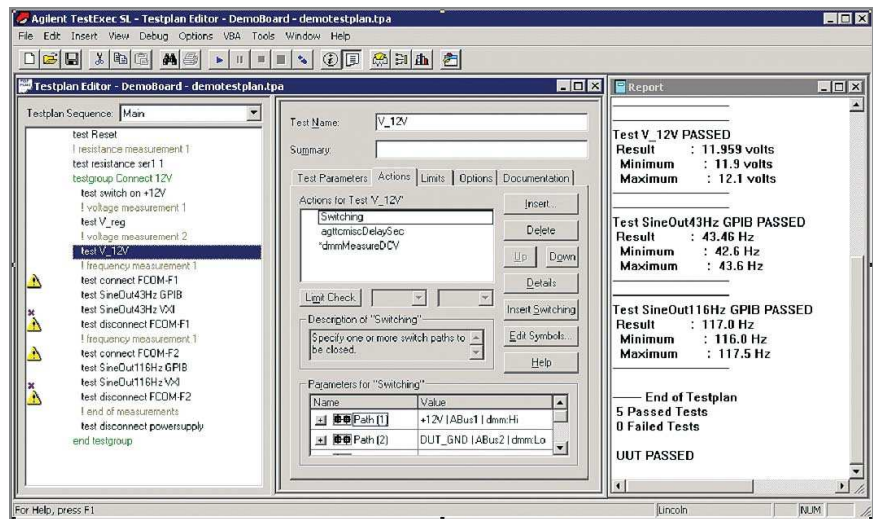 Agilent TestExec SL - Testplan Editor - DemoBoard - demotestplan.tpa
File Edit Insert View Debug Options VBA Tools Window Help
Testplan Editor - DemoBoard - demotestplan.tpa
Testplan Sequence: Main
test Reset
! resistance measurement 1
test resistance ser1 1
testgroup Connect 12V
test switch on +12V
! voltage measurement 1
test V_reg
! voltage measurement 2
test V_12V
! frequency measurement 1
test connect FCOM-F1
test SineOut43Hz GPIB
test SineOut43Hz VXI
test disconnect FCOM-F1
! frequency measurement 1
test connect FCOM-F2
test SineOut116Hz GPIB
test SineOut116Hz VXI
test disconnect FCOM-F2
! end of measurements
test disconnect powersupply
end testgroup
Test Name: V_12V
Summary:
Test Parameters Actions Limits Options Documentation
Actions for Test V_12V'
Switching
agttcmiscDelaySec
*dmmMeasureDCV
Insert...
Delete
Up Down
Details
Insert Switching
Edit Symbols...
Help
Limit Check
Description of "Switching"
Specify one or more switch paths to
be closed.
Parameters for "Switching"
Name Value
Path (1) +12V | ABus1 | dmm:Hi
Path (2) DUT_GND | ABus2 | dmm:Lo
Report
Test V_12V PASSED
Result : 11.959 volts
Minimum : 11.9 volts
Maximum : 12.1 volts
Test SineOut43Hz GPIB PASSED
Result : 43.46 Hz
Minimum : 42.6 Hz
Maximum : 43.6 Hz
Test SineOut116Hz GPIB PASSED
Result : 117.0 Hz
Minimum : 116.0 Hz
Maximum : 117.5 Hz
End of Testplan
5 Passed Tests
0 Failed Tests
UUT PASSED
For Help, press F1
Lincoln
NUM